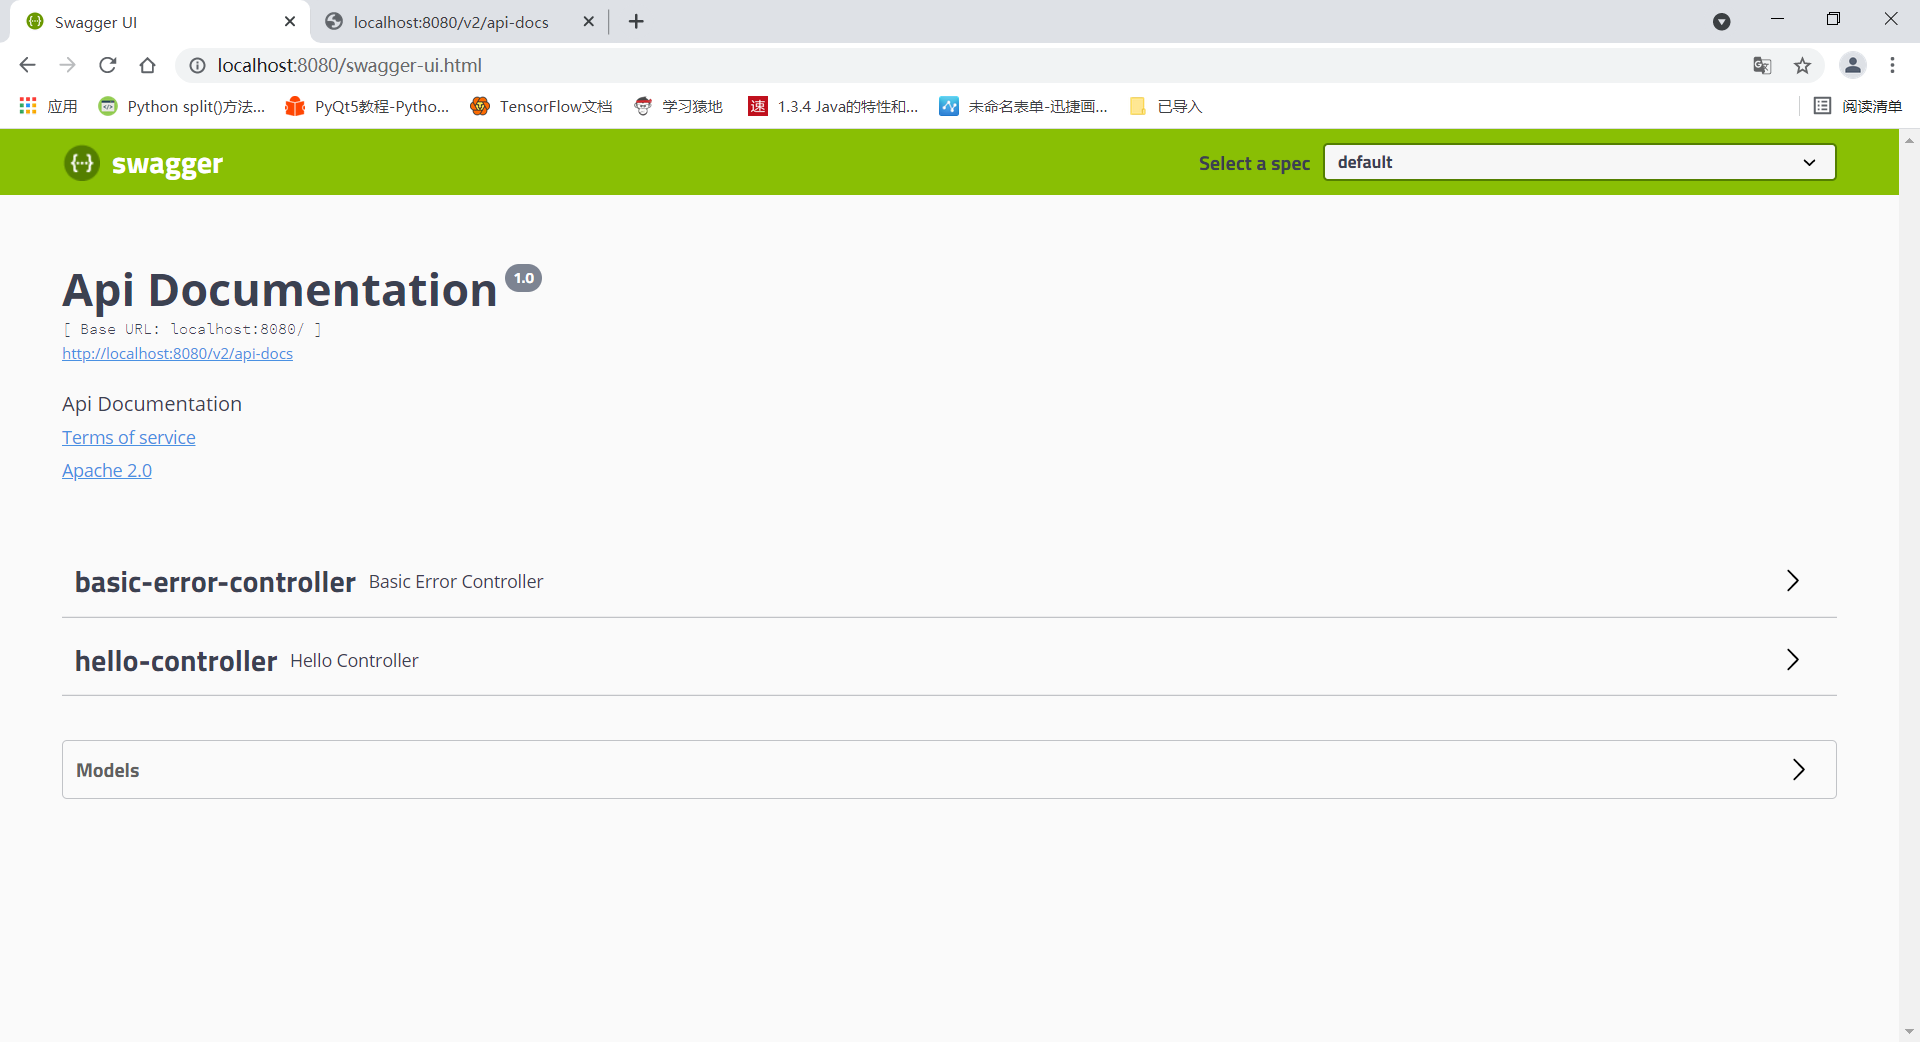 Swagger UI
localhost:8080/v2/api-docs
localhost:8080/swagger-ui.html
应用
Python split()方法...
PyQt5教程-Pytho...
TensorFlow文档
学习猿地
速
1.3.4 Java的特性和...
未命名表单-迅捷画...
已导入
阅读清单
swagger
Select a spec
default
Api Documentation 1.0
[ Base URL: localhost:8080/ ]
http://localhost:8080/v2/api-docs
Api Documentation
Terms of service
Apache 2.0
basic-error-controller Basic Error Controller
hello-controller Hello Controller
Models